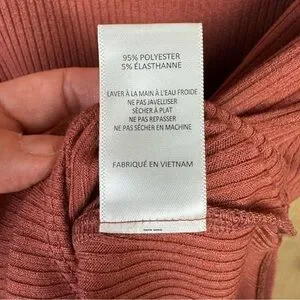 95% POLYESTER
5% ÉLASTHANNE
LAVER À LA MAIN À L'EAU FROIDE
NE PAS JAVELLISER
SÉCHER À PLAT
NE PAS REPASSER
NE PAS SÉCHER EN MACHINE
FABRIQUÉ EN VIETNAM